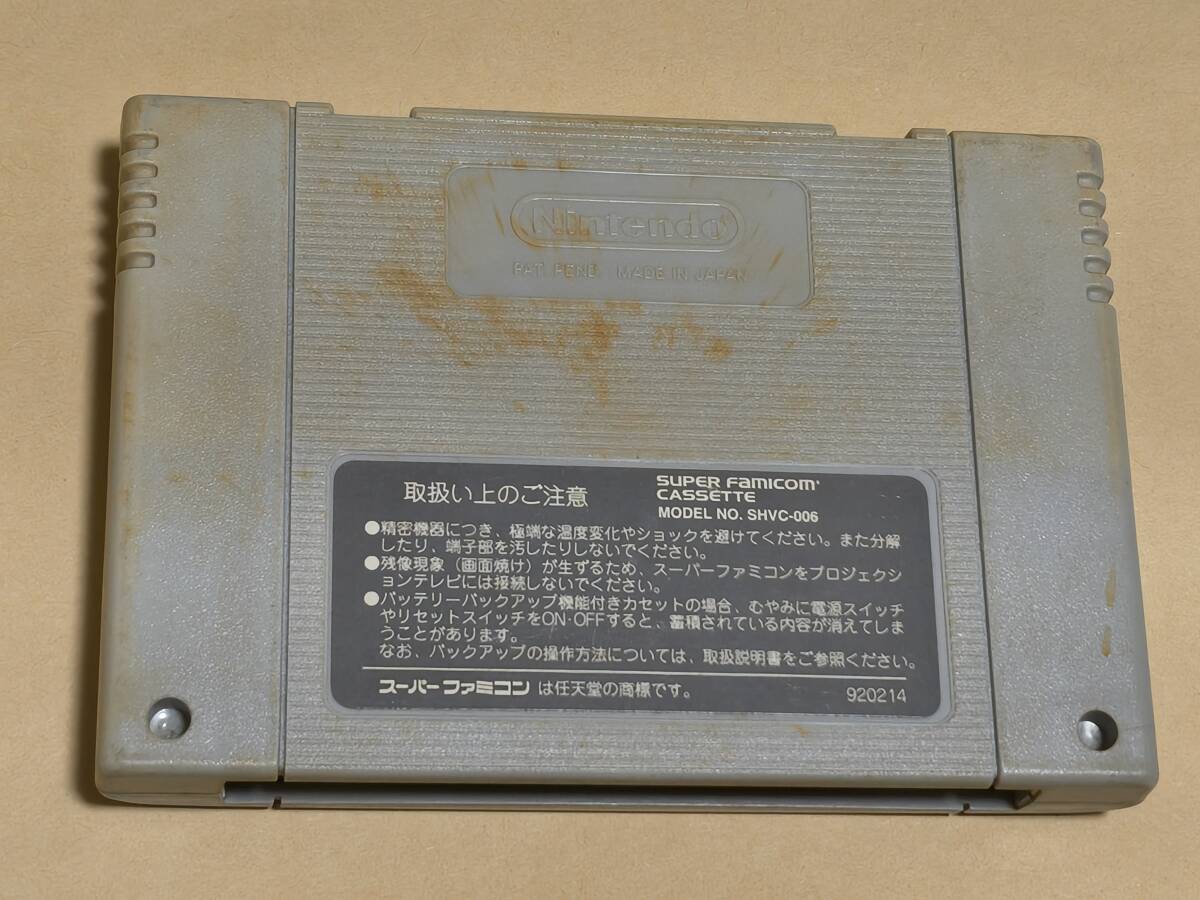 Nintendo
PAT. PEND. MADE IN JAPAN
取扱い上のご注意
SUPER FAMICOM
CASSETTE
MODEL NO. SHVC-006
●精密機器につき、極端な温度変化やショックを避けてください。また分解
したり、端子部を汚したりしないでください。
●残像現象（画面焼け）が生ずるため、スーパーファミコンをプロジェクシ
ョンテレビには接続しないでください。
●バッテリーバックアップ機能付きカセットの場合、むやみに電源スイッチ
やリセットスイッチをON・OFFすると、蓄積されている内容が消えてしま
うことがあります。
なお、バックアップの操作方法については、取扱説明書をご参照ください。
スーパーファミコン は任天堂の商標です。
920214